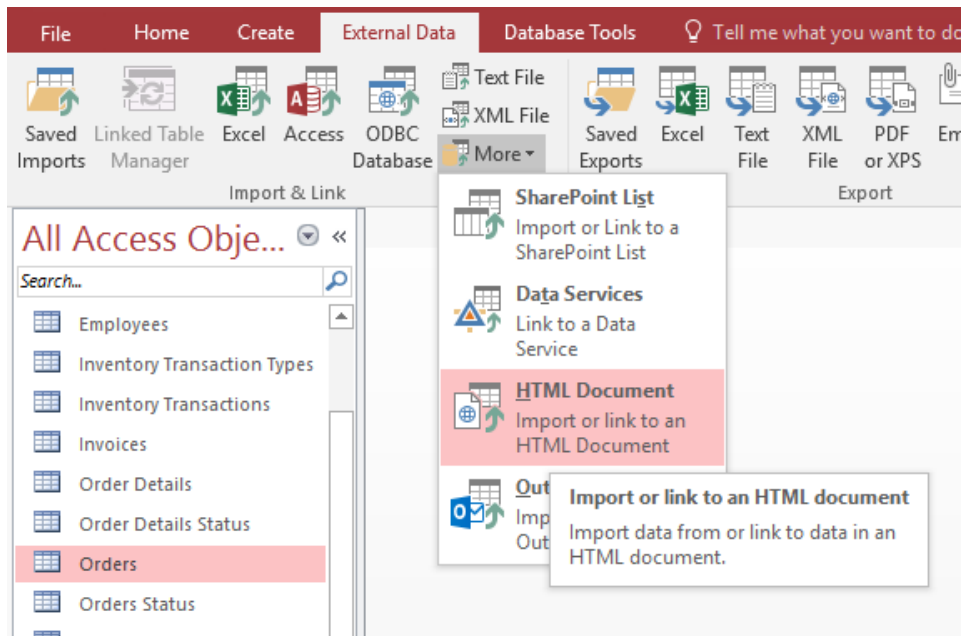 File Home Create External Data Database Tools Tell me what you want to do
Text File
XML File
More
Saved Imports
Linked Table Manager
Excel
Access
ODBC Database
Saved Exports
Excel
Text File
XML File
PDF or XPS
Import & Link
Export
All Access Obje... «
Search...
Employees
Inventory Transaction Types
Inventory Transactions
Invoices
Order Details
Order Details Status
Orders
Orders Status
SharePoint List
Import or Link to a
SharePoint List
Data Services
Link to a Data
Service
HTML Document
Import or link to an
HTML Document
Out
Imp
Out
Import or link to an HTML document
Import data from or link to data in an
HTML document.